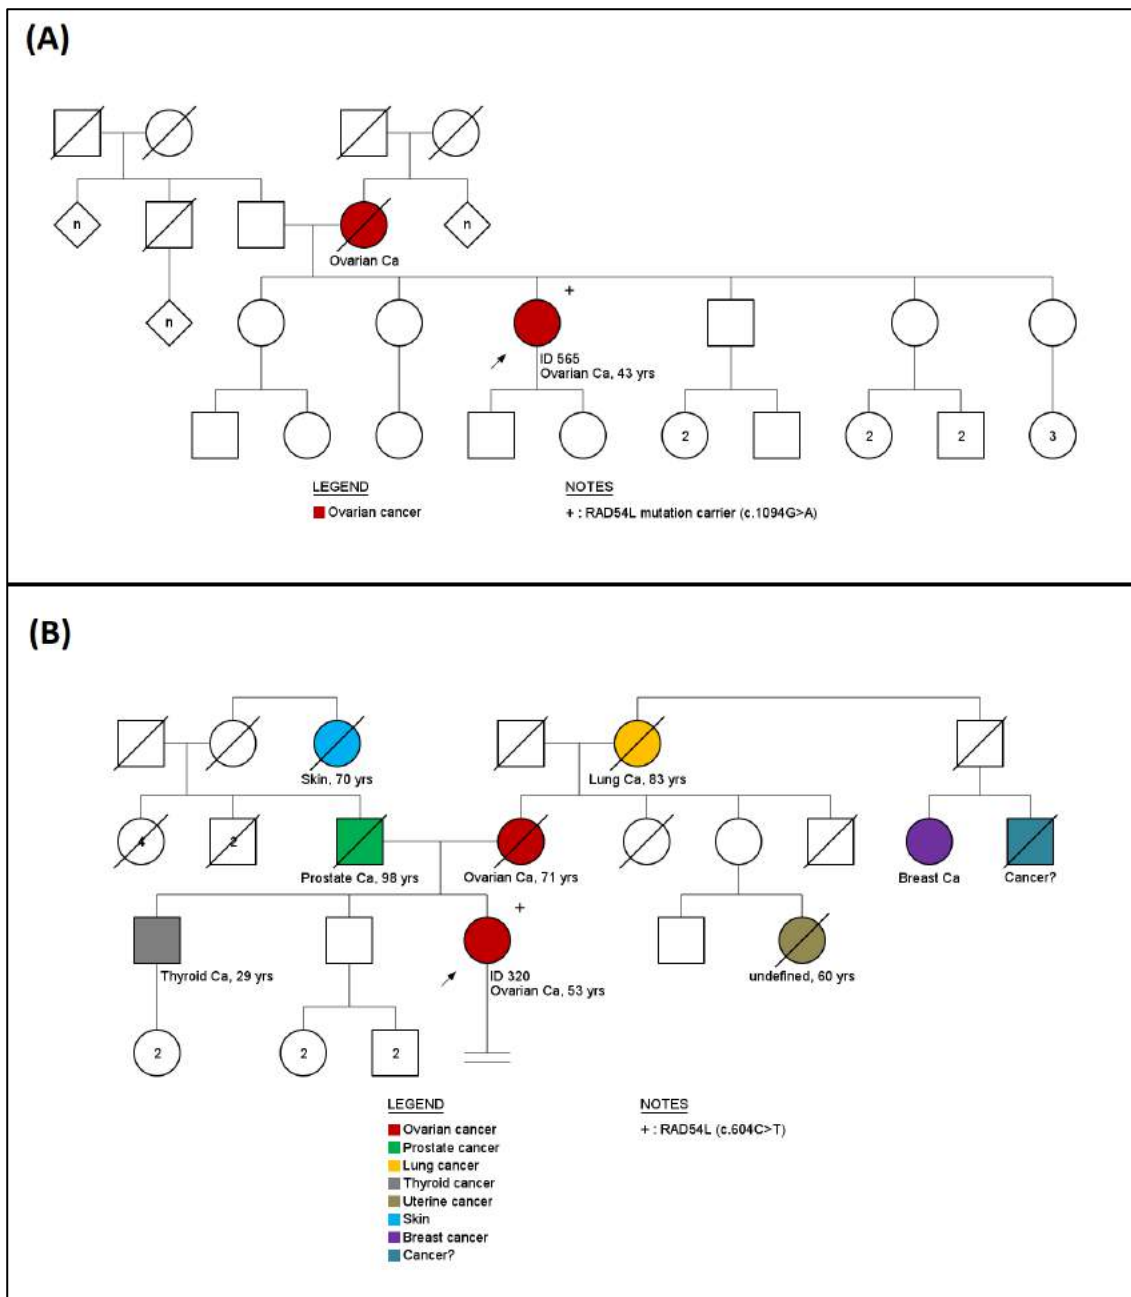 (A)
n
n
Ovarian Ca
n
+
ID 565
Ovarian Ca, 43 yrs
2
2
2
3
LEGEND
Ovarian cancer
NOTES
+ : RAD54L mutation carrier (c.1094G>A)
(B)
Skin, 70 yrs
Lung Ca, 83 yrs
4
2
Prostate Ca, 98 yrs
Ovarian Ca, 71 yrs
Breast Ca
Cancer?
+
Thyroid Ca, 29 yrs
ID 320
Ovarian Ca, 53 yrs
undefined, 60 yrs
2
2
2
LEGEND
Ovarian cancer
Prostate cancer
Lung cancer
Thyroid cancer
Uterine cancer
Skin
Breast cancer
Cancer?
NOTES
+ : RAD54L (c.604C>T)